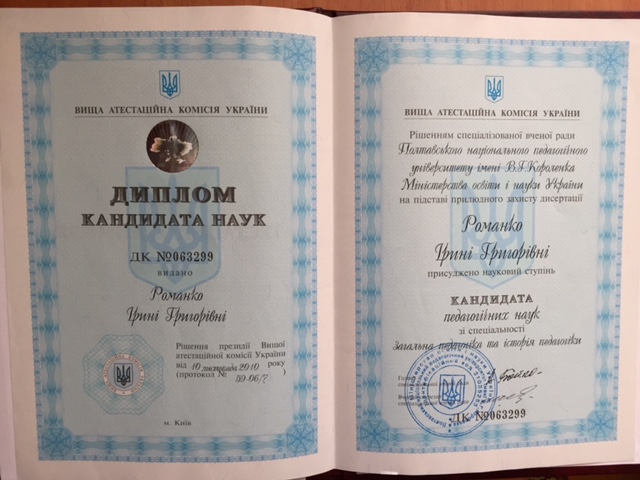 ВИЩА АТЕСТАЦІЙНА КОМІСІЯ УКРАЇНИ
ДИПЛОМ
КАНДИДАТА НАУК
ДК №063299
видано
Романко
Ірині Григорівні
Рішення президії Вищої
атестаційної комісії України
від 10 листопада 2010 року
(протокол №
)
м. Київ
ВИЩА АТЕСТАЦІЙНА КОМІСІЯ УКРАЇНИ
Рішенням спеціалізованої вченої ради
Полтавського національного педагогічного
університету імені В.Г.Короленка
Міністерства освіти і науки України
на підставі прилюдного захисту дисертації
Романко
Ірині Григорівні
присуджено науковий ступінь
КАНДИДАТА
педагогічних наук
зі спеціальності
загальна педагогіка та історія педагогіки
ДК №063299